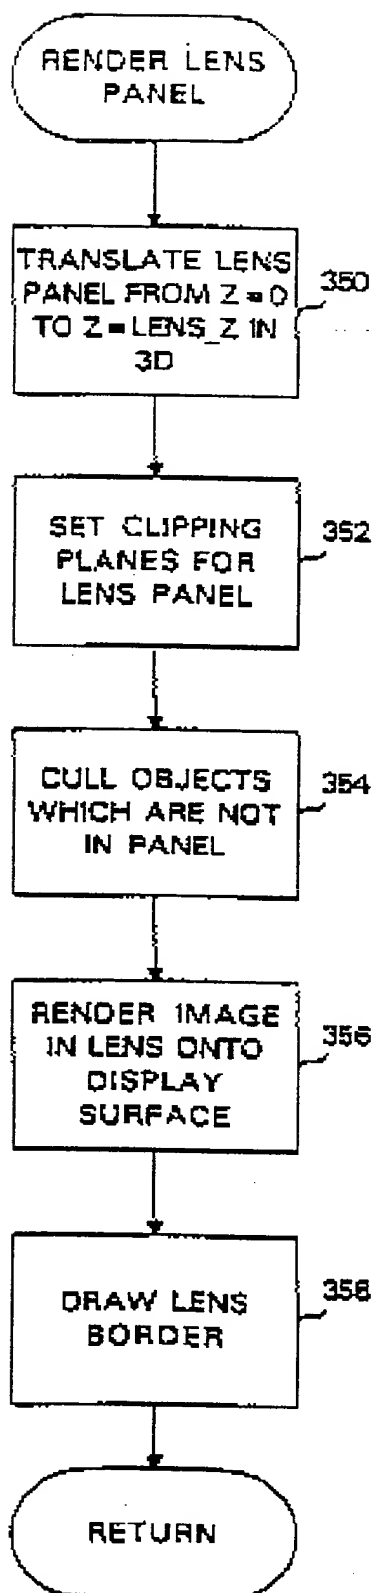 RENDER LENS
PANEL
TRANSLATE LENS
PANEL FROM Z = 0
TO Z = LENS_Z IN
3D
350
SET CLIPPING
PLANES FOR
LENS PANEL
352
CULL OBJECTS
WHICH ARE NOT
IN PANEL
354
RENDER IMAGE
IN LENS ONTO
DISPLAY
SURFACE
356
DRAW LENS
BORDER
358
RETURN